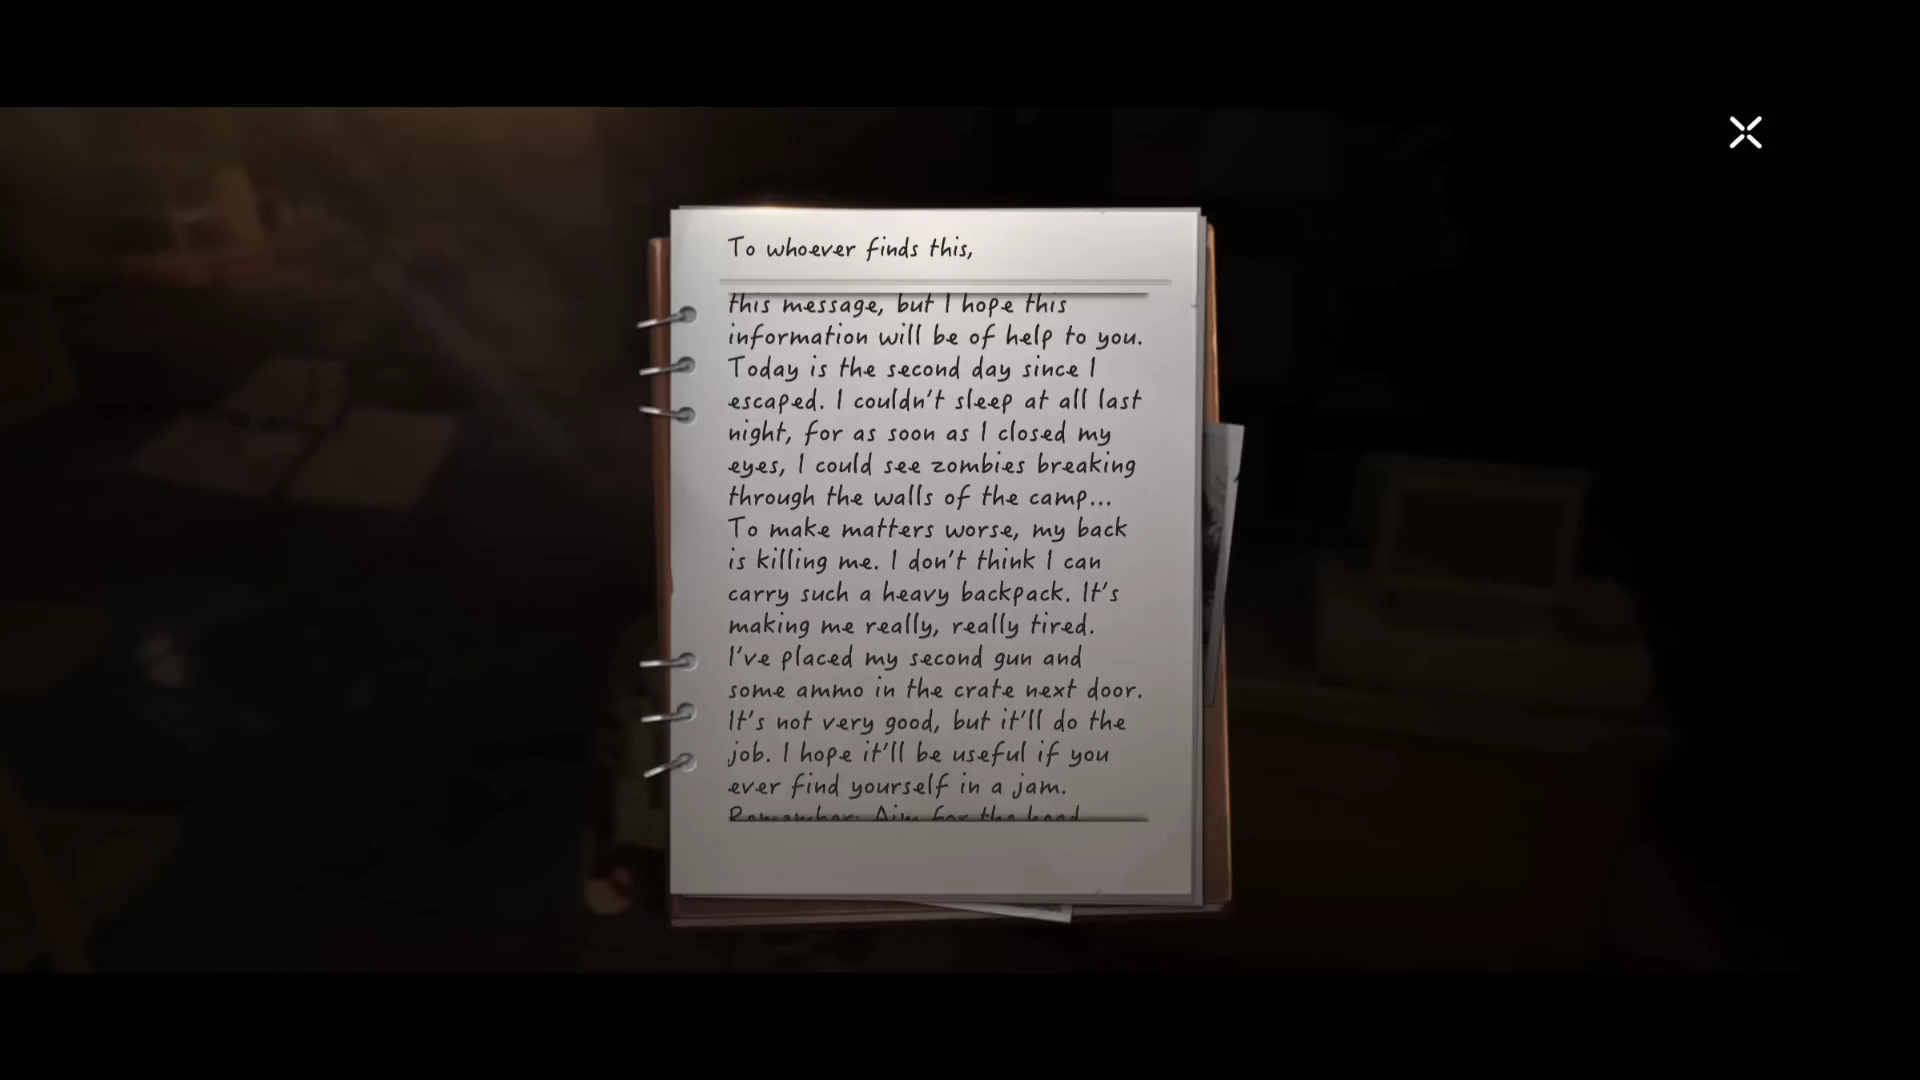 To whoever finds this,
this message, but I hope this
information will be of help to you.
Today is the second day since I
escaped. I couldn't sleep at all last
night, for as soon as I closed my
eyes, I could see zombies breaking
through the walls of the camp...
To make matters worse, my back
is killing me. I don't think I can
carry such a heavy backpack. It's
making me really, really tired.
I've placed my second gun and
some ammo in the crate next door.
It's not very good, but it'll do the
job. I hope it'll be useful if you
ever find yourself in a jam.
Remember: Aim for the head